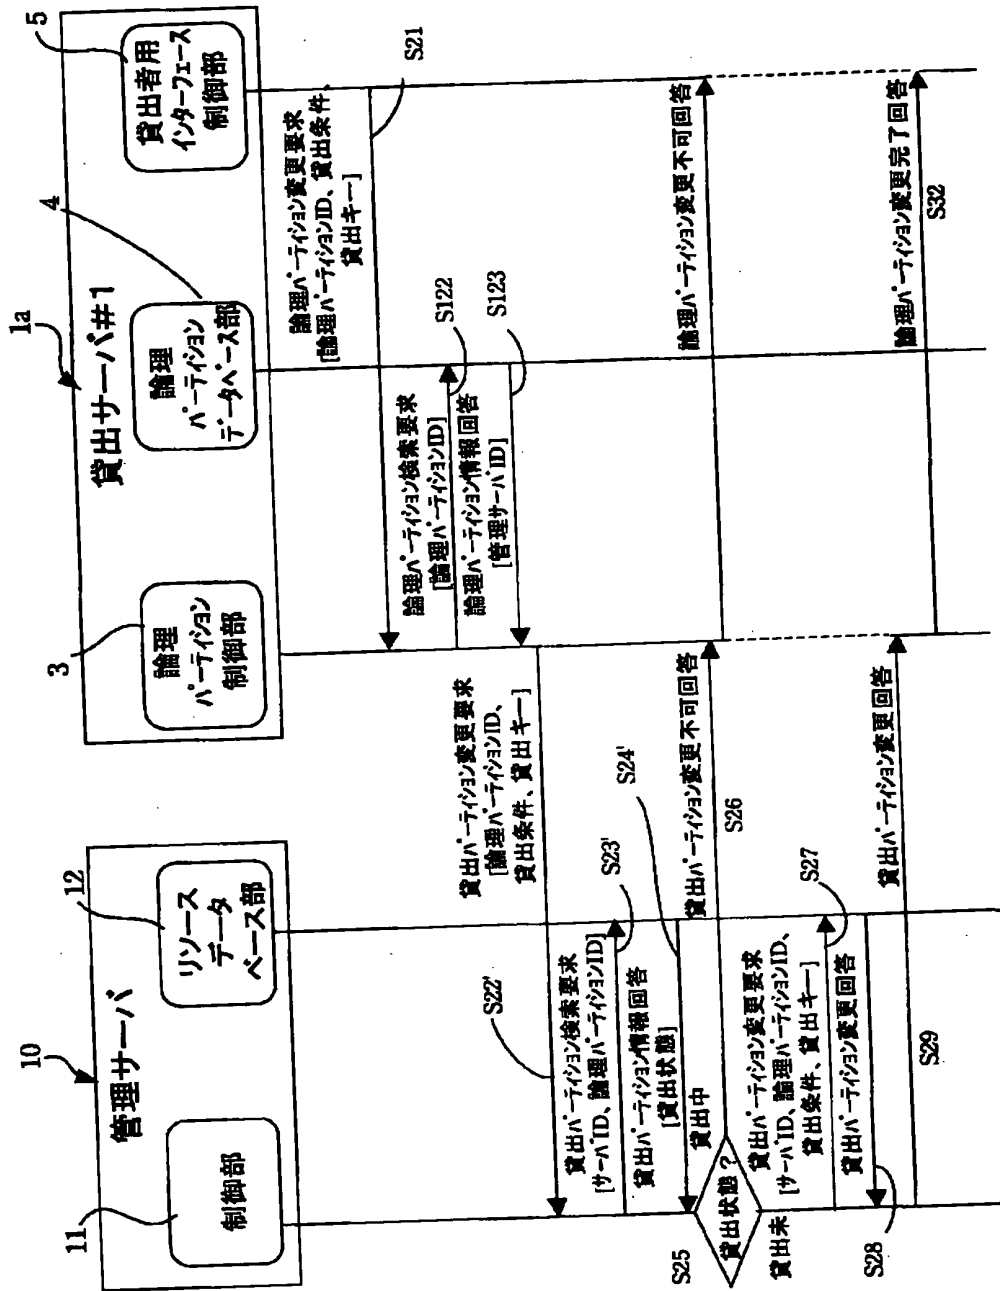 10
管理サーバ
11
制御部
12
リソース
データ
ベース部
1a
貸出サーバ#1
3
論理
パーティション
制御部
4
論理
パーティション
データベース部
5
貸出者用
インターフェース
制御部
論理パーティション変更要求
[論理パーティションID、貸出条件、
貸出キー]
S21
論理パーティション検索要求
[論理パーティションID]
S122
論理パーティション情報回答
[管理サーバID]
S123
貸出パーティション変更要求
[論理パーティションID、
貸出条件、貸出キー]
S22'
貸出パーティション検索要求
[サーバID、論理パーティションID]
S23'
貸出パーティション情報回答
[貸出状態]
S24'
S25
貸出状態?
貸出中
貸出パーティション変更不可回答
S26
論理パーティション変更不可回答
貸出未
貸出パーティション変更要求
[サーバID、論理パーティションID、
貸出条件、貸出キー]
S27
貸出パーティション変更回答
S28
貸出パーティション変更回答
S29
論理パーティション変更完了回答
S32